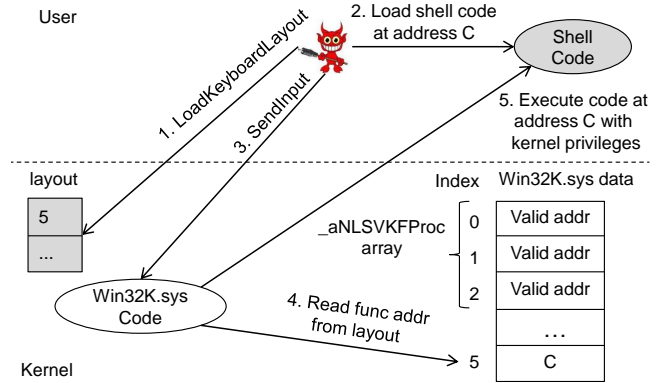 User
2. Load shell code
at address C
Shell
Code
1. LoadKeyboardLayout
3. SendInput
5. Execute code at
address C with
kernel privileges
layout
5
...
Index
Win32K.sys data
_aNLSVKFProc
array
0
Valid addr
1
Valid addr
2
Valid addr
...
5
C
Win32K.sys
Code
4. Read func addr
from layout
Kernel